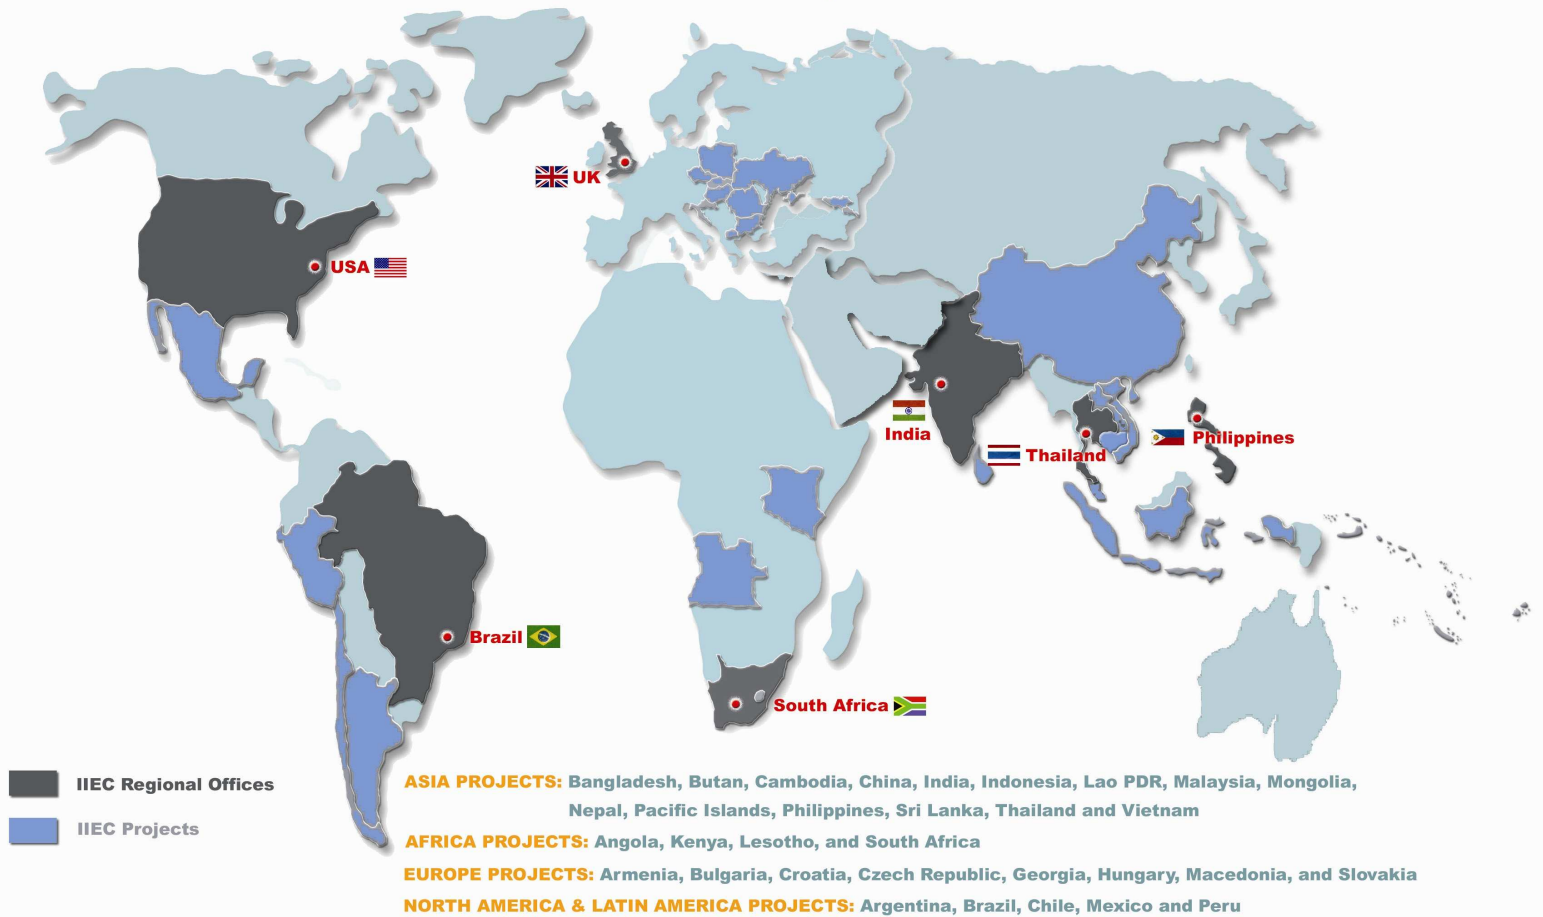 UK
USA
India
Thailand
Philippines
Brazil
South Africa
IIEC Regional Offices
IIEC Projects
ASIA PROJECTS: Bangladesh, Butan, Cambodia, China, India, Indonesia, Lao PDR, Malaysia, Mongolia,
Nepal, Pacific Islands, Philippines, Sri Lanka, Thailand and Vietnam
AFRICA PROJECTS: Angola, Kenya, Lesotho, and South Africa
EUROPE PROJECTS: Armenia, Bulgaria, Croatia, Czech Republic, Georgia, Hungary, Macedonia, and Slovakia
NORTH AMERICA & LATIN AMERICA PROJECTS: Argentina, Brazil, Chile, Mexico and Peru